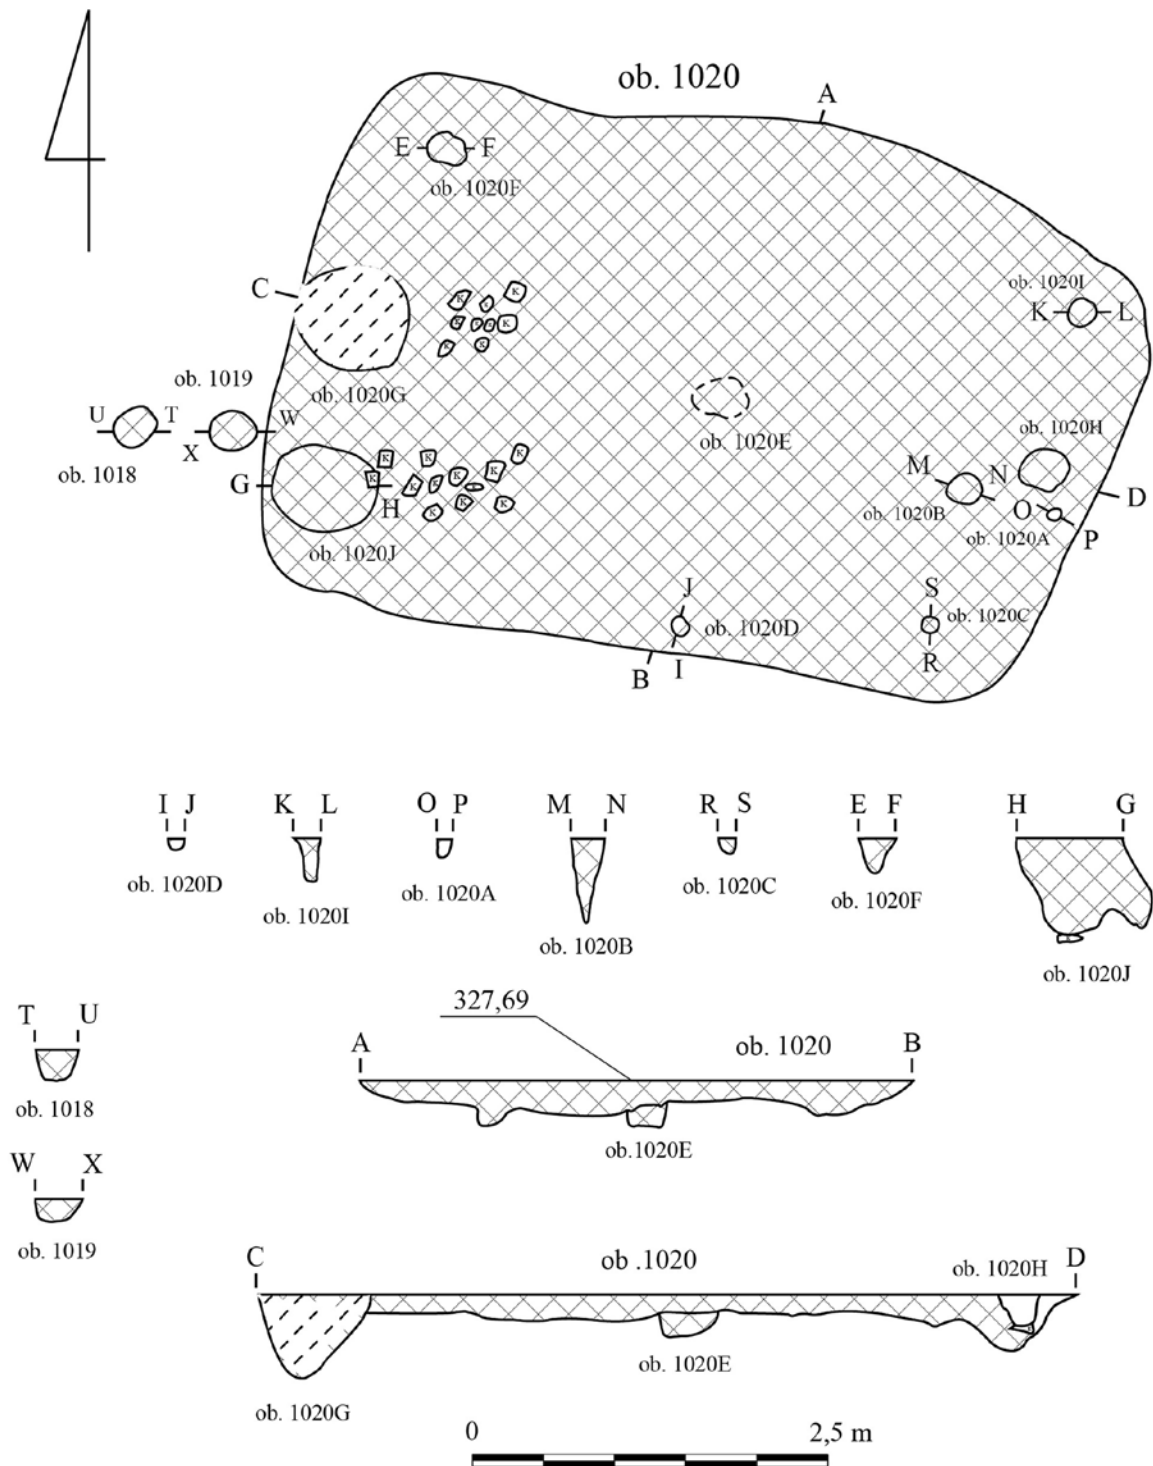 ob. 1020
A
E F
ob. 1020F
C
ob. 1020I
K L
K K
K K
K K
ob. 1019
ob. 1020G
U T
W
X
ob. 1018
ob. 1020E
ob. 1020H
G
H
K K K
K K K K
K K K
ob. 1020J
M N
ob. 1020B
O
D
ob. 1020A
P
J
ob. 1020D
I
B
S
ob. 1020C
R
I J K L O P M N R S E F H G
ob. 1020D
ob. 1020I
ob. 1020A
ob. 1020B
ob. 1020C
ob. 1020F
ob. 1020J
T U
ob. 1018
327,69
A ob. 1020 B
ob.1020E
W X
ob. 1019
C ob .1020 ob. 1020H D
ob. 1020E
ob. 1020G
0 2,5 m